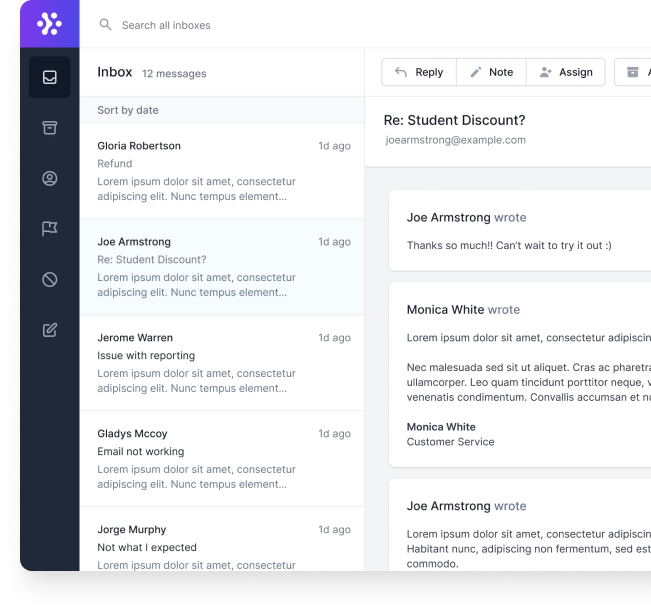 Search all inboxes
Inbox 12 messages
Sort by date
Gloria Robertson 1d ago
Refund
Lorem ipsum dolor sit amet, consectetur
adipiscing elit. Nunc tempus element...
Joe Armstrong 1d ago
Re: Student Discount?
Lorem ipsum dolor sit amet, consectetur
adipiscing elit. Nunc tempus element...
Jerome Warren 1d ago
Issue with reporting
Lorem ipsum dolor sit amet, consectetur
adipiscing elit. Nunc tempus element...
Gladys Mccoy 1d ago
Email not working
Lorem ipsum dolor sit amet, consectetur
adipiscing elit. Nunc tempus element...
Jorge Murphy 1d ago
Not what I expected
Lorem ipsum dolor sit amet, consectetur
Reply Note Assign
Re: Student Discount?
joearmstrong@example.com
Joe Armstrong wrote
Thanks so much!! Can't wait to try it out :)
Monica White wrote
Lorem ipsum dolor sit amet, consectetur
Nec malesuada sed sit ut aliquet. Cras ac
ullamcorper. Leo quam tincidunt porttitor neque,
venenatis condimentum. Convallis accumsan et
Monica White
Customer Service
Joe Armstrong wrote
Lorem ipsum dolor sit amet, consectetur
Habitant nunc, adipiscing non fermentum, sed est
commodo.